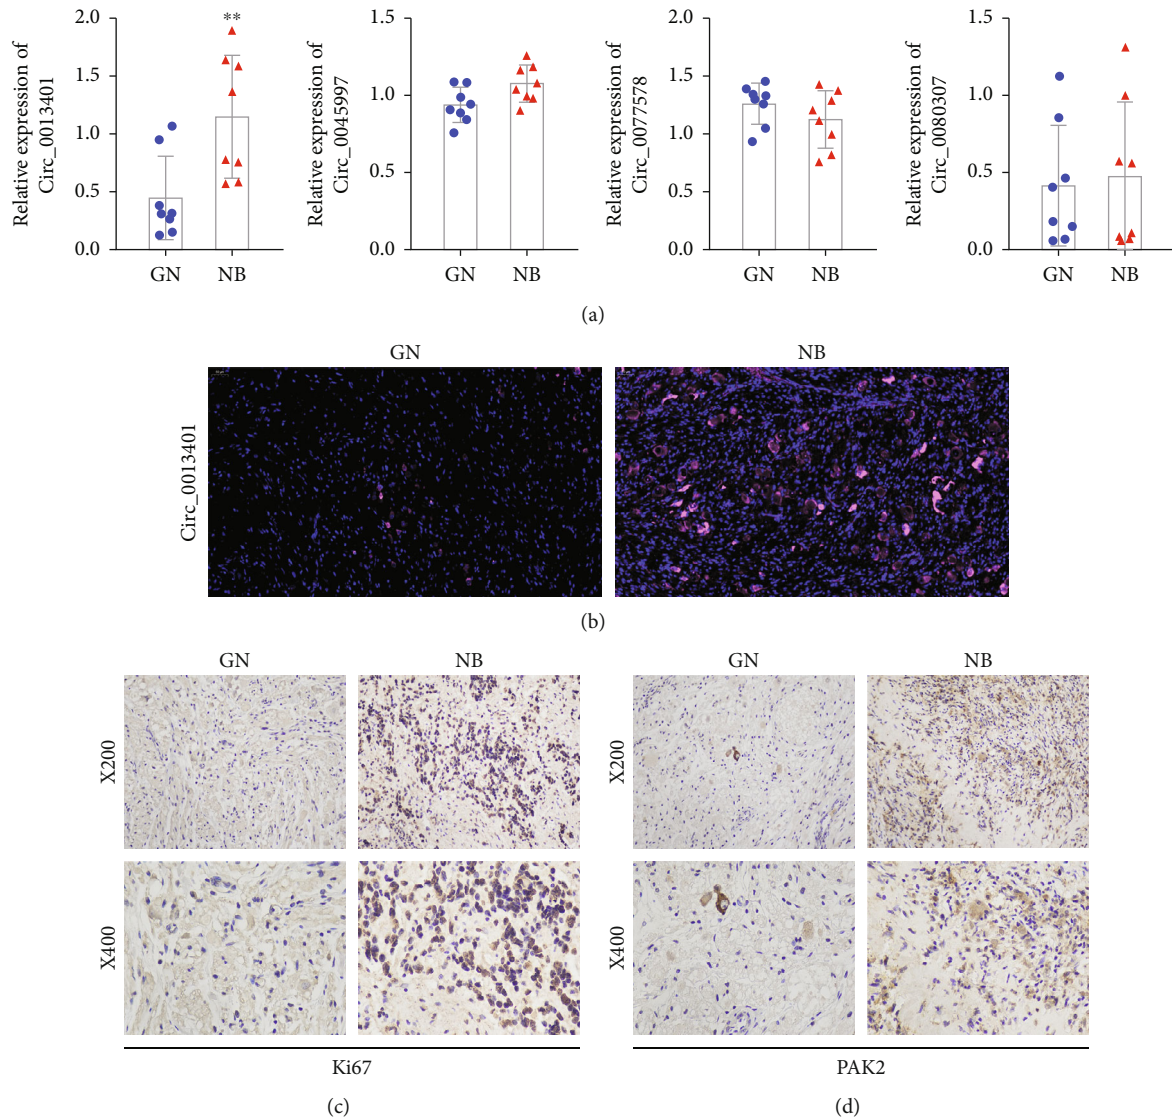 **
Relative expression of
Circ_0013401
2.0
1.5
1.0
0.5
0.0
GN
NB
Relative expression of
Circ_0045997
1.5
1.0
0.5
0.0
GN
NB
Relative expression of
Circ_0077578
2.0
1.5
1.0
0.5
0.0
GN
NB
Relative expression of
Circ_0080307
1.5
1.0
0.5
0.0
GN
NB
(a)
GN
NB
Circ_0013401
(b)
GN
NB
GN
NB
X200
X200
X400
X400
Ki67
PAK2
(c)
(d)